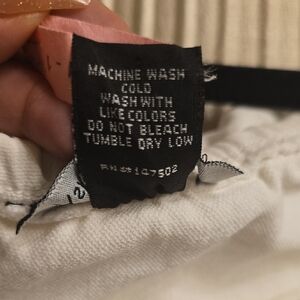 MACHINE WASH
COLD
WASH WITH
LIKE COLORS
DO NOT BLEACH
TUMBLE DRY LOW
RN# 147502